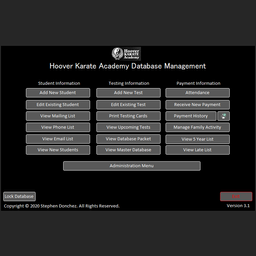 Hoover
KARATE
Academy
Hoover Karate Academy Database Management
Student Information Testing Information Payment Information
Add New Student Add New Test Attendance
Edit Existing Student Edit Existing Test Receive New Payment
View Mailing List Print Testing Cards Payment History
View Phone List View Upcoming Tests Manage Family Activity
View Email List View Database Packet View 5 Year List
View New Students View Master Database View Late List
Administration Menu
Lock Database
Copyright © 2020 Stephen Donchez. All Rights Reserved. Version 3.1